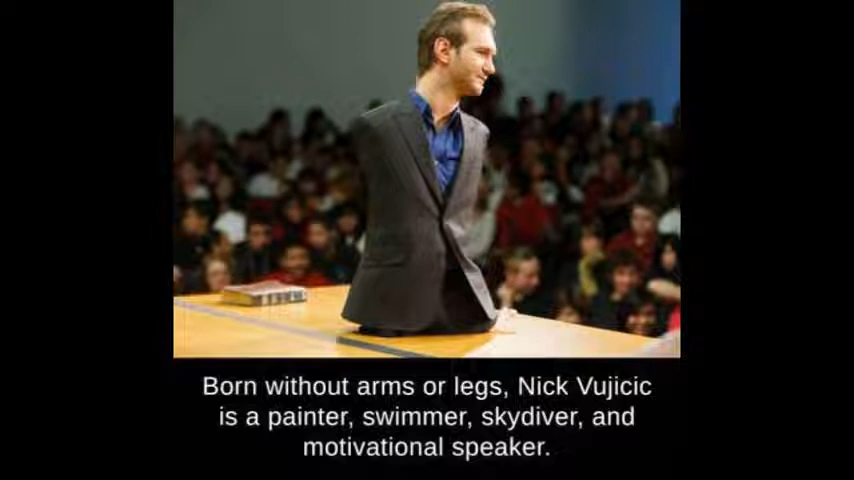 Born without arms or legs, Nick Vujicic
is a painter, swimmer, skydiver, and
motivational speaker.